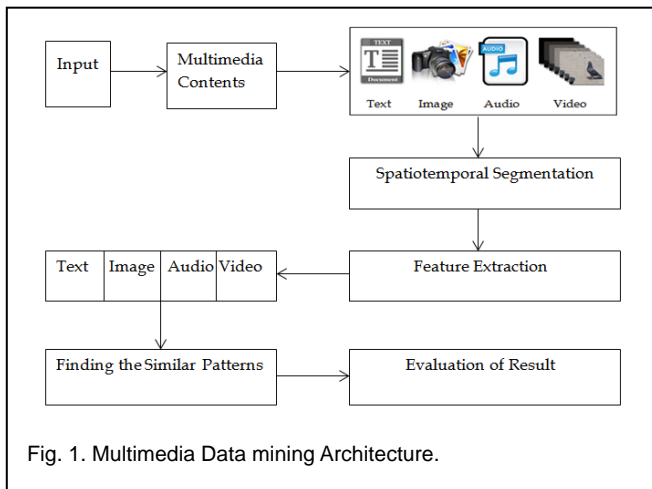 Input
Multimedia
Contents
TEXT
T
Document
AUDIO
Text Image Audio Video
Spatiotemporal Segmentation
Feature Extraction
Text Image Audio Video
Finding the Similar Patterns
Evaluation of Result
Fig. 1. Multimedia Data mining Architecture.